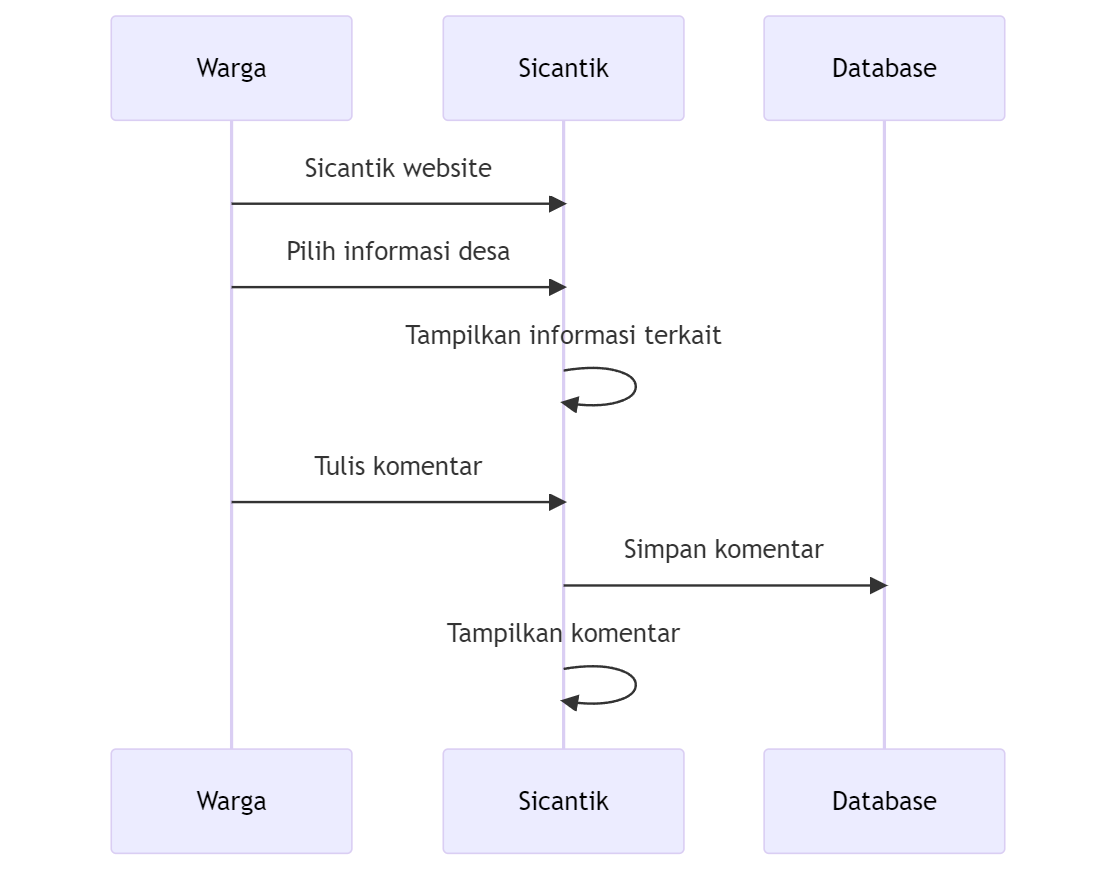 Warga
Sicantik
Database
Sicantik website
Pilih informasi desa
Tampilkan informasi terkait
Tulis komentar
Simpan komentar
Tampilkan komentar
Warga
Sicantik
Database